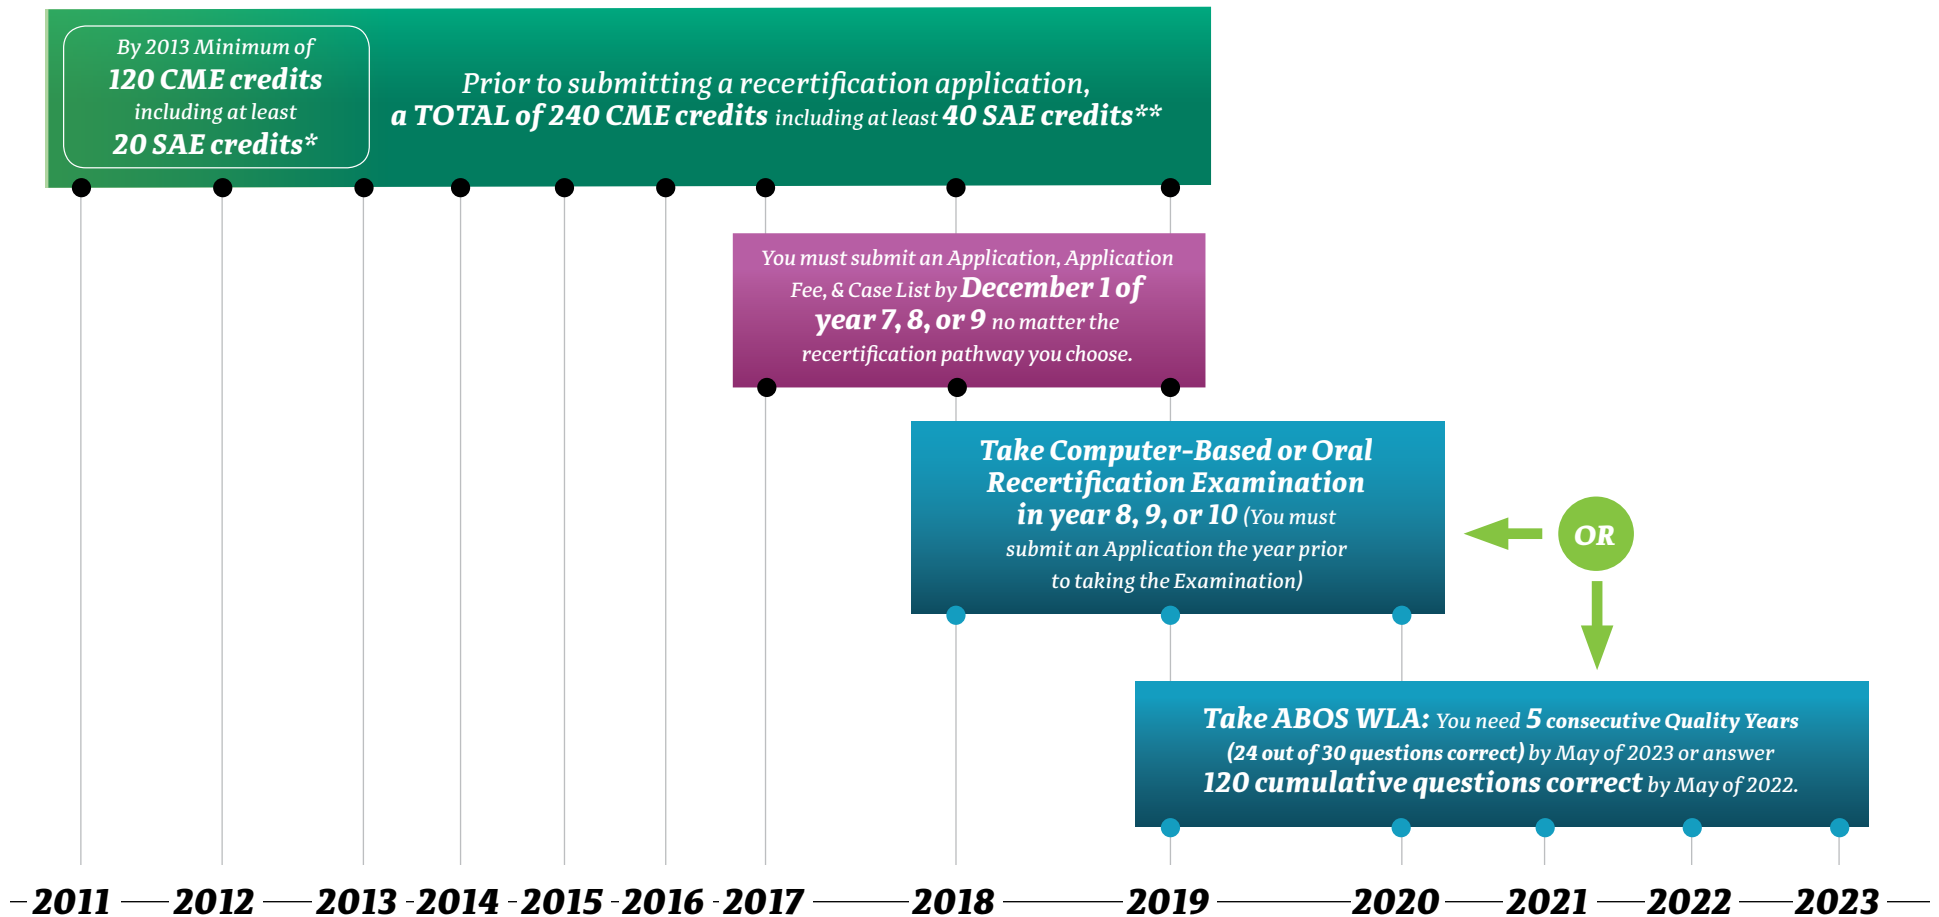 By 2013 Minimum of
120 CME credits
including at least
20 SAE credits*
Prior to submitting a recertification application,
a TOTAL of 240 CME credits including at least 40 SAE credits**
You must submit an Application, Application
Fee, & Case List by December 1 of
year 7, 8, or 9 no matter the
recertification pathway you choose.
Take Computer-Based or Oral
Recertification Examination
in year 8, 9, or 10 (You must
submit an Application the year prior
to taking the Examination)
OR
Take ABOS WLA: You need 5 consecutive Quality Years
(24 out of 30 questions correct) by May of 2023 or answer
120 cumulative questions correct by May of 2022.
2011 2012 2013 2014 2015 2016 2017 2018 2019 2020 2021 2022 2023